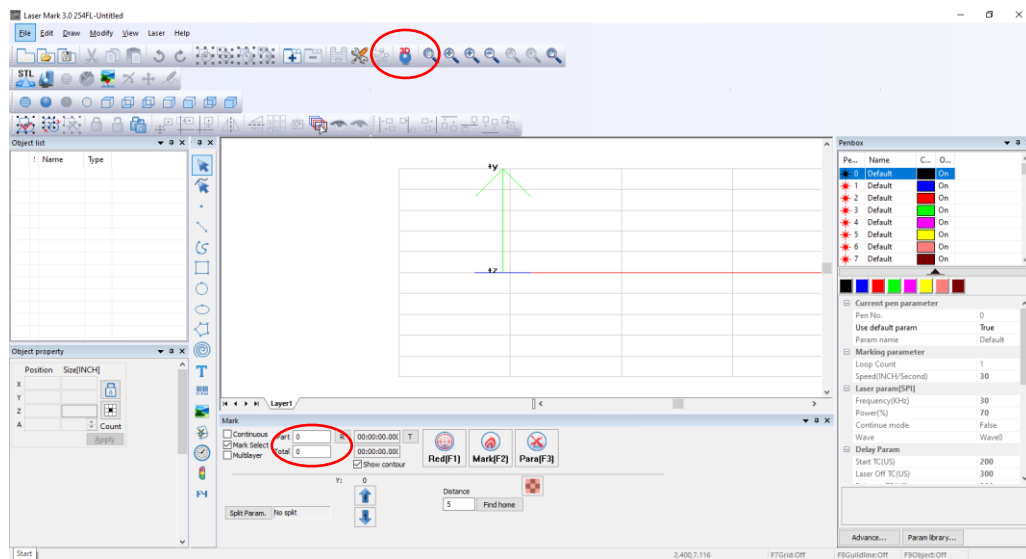 Laser Mark 3.0 254FL-Untitled
File Edit Draw Modify View Laser Help
3D
STL
Object list
! Name Type
Object property
Position Size[INCH]
X
Y
Z
A
Count
Apply
T
+y
+z
Layer1
Mark
Continuous
Part 0 R 00:00:00.00( T
Mark Select
Total 0 00:00:00.00(
Multilayer
Show contour
Red[F1] Mark[F2] Para[F3]
Y: 0
Split Param. No split
Distance
5 Find home
Penbox
Pe... Name C... O...
0 Default On
1 Default On
2 Default On
3 Default On
4 Default On
5 Default On
6 Default On
7 Default On
Current pen parameter
Pen No. 0
Use default param True
Param name Default
Marking parameter
Loop Count 1
Speed(INCH/Second) 30
Laser param[SPI]
Frequency(KHz) 30
Power(%) 70
Continue mode False
Wave Wave0
Delay Param
Start TC(US) 200
Laser Off TC(US) 300
Advance... Param library...
Start
2.400,7.116 F7Grid:Off F8Guildline:Off F9Object:Off